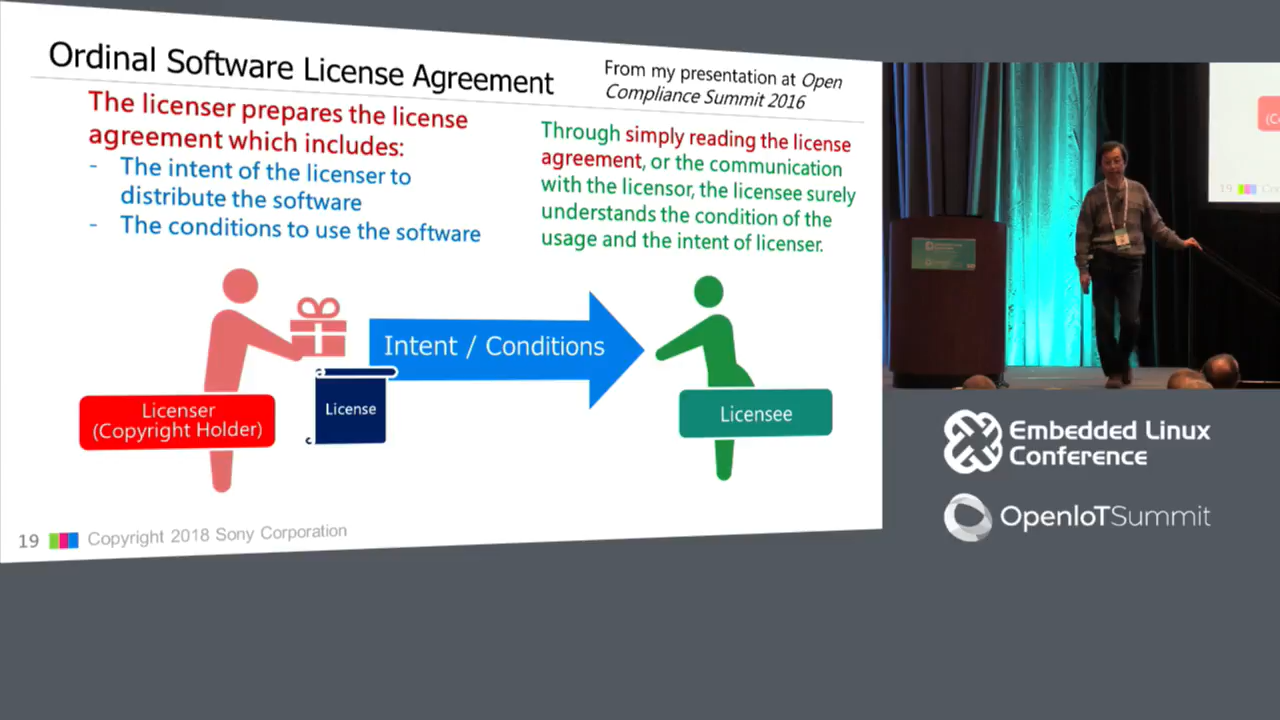 Ordinal Software License Agreement
From my presentation at Open
Compliance Summit 2016
The licenser prepares the license
agreement which includes:
- The intent of the licenser to
distribute the software
- The conditions to use the software
Through simply reading the license
agreement, or the communication
with the licensor, the licensee surely
understands the condition of the
usage and the intent of licenser.
Intent / Conditions
License
Licenser
(Copyright Holder)
Licensee
19 Copyright 2018 Sony Corporation
(C
19
Embedded Linux
Conference
OpenIoTSummit